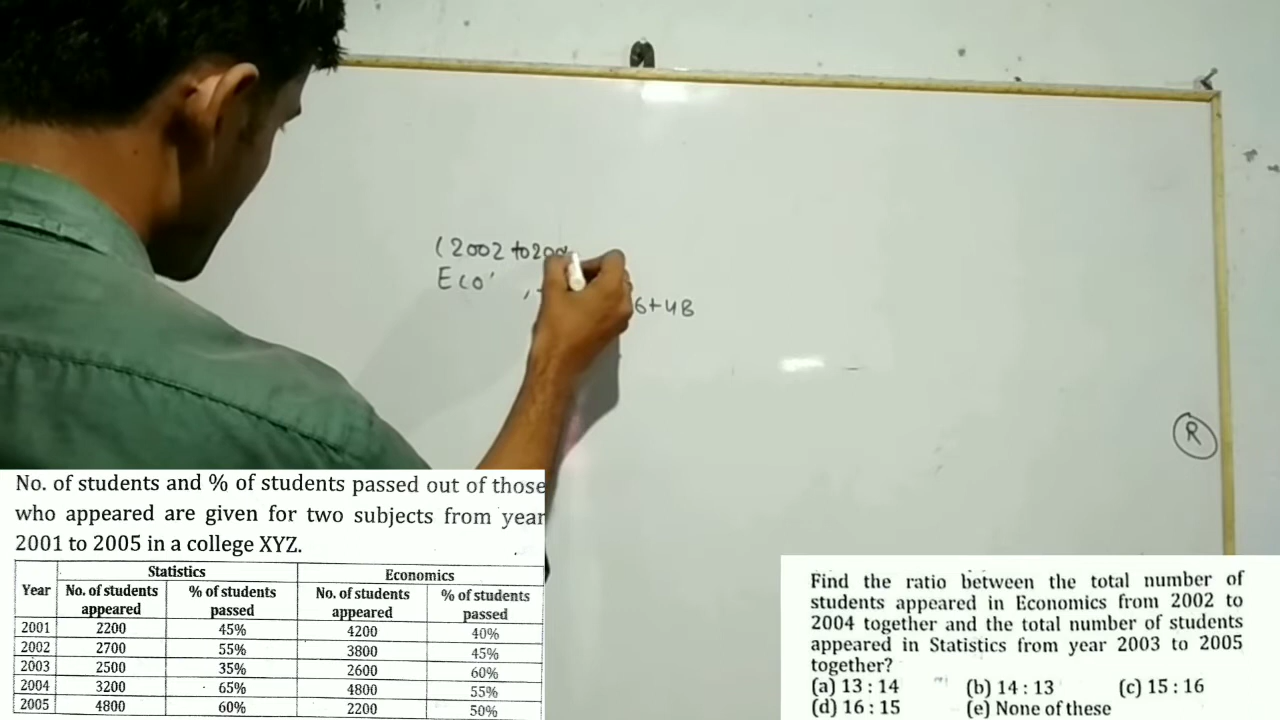 (2002 to
Eco'
6+48
R
No. of students and % of students passed out of those
who appeared are given for two subjects from year
2001 to 2005 in a college XYZ.
Year Statistics Economics
No. of students appeared % of students passed No. of students appeared % of students passed
2001 2200 45% 4200 40%
2002 2700 55% 3800 45%
2003 2500 35% 2600 60%
2004 3200 65% 4800 55%
2005 4800 60% 2200 50%
Find the ratio between the total number of
students appeared in Economics from 2002 to
2004 together and the total number of students
appeared in Statistics from year 2003 to 2005
together?
(a) 13 : 14 (b) 14 : 13 (c) 15 : 16
(d) 16 : 15 (e) None of these